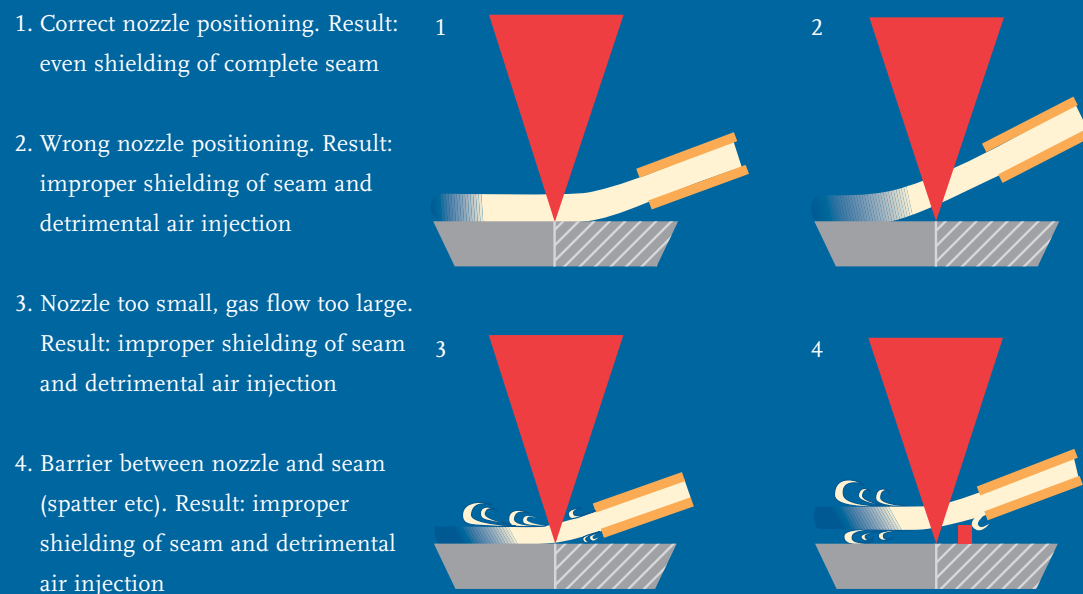 1. Correct nozzle positioning. Result:
even shielding of complete seam
2. Wrong nozzle positioning. Result:
improper shielding of seam and
detrimental air injection
3. Nozzle too small, gas flow too large.
Result: improper shielding of seam
and detrimental air injection
4. Barrier between nozzle and seam
(spatter etc). Result: improper
shielding of seam and detrimental
air injection
1
2
3
4